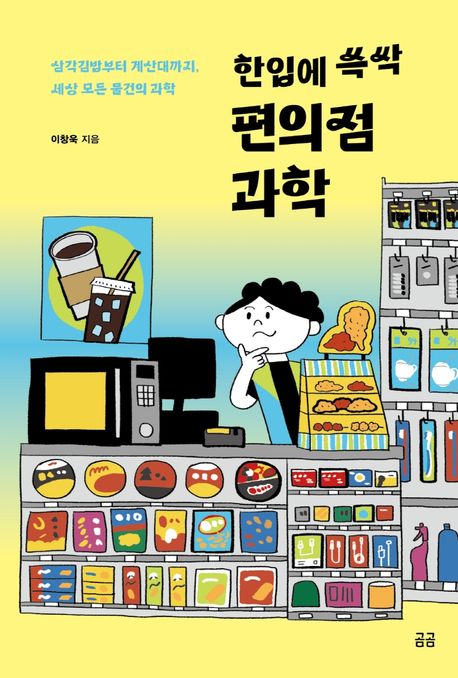 삼각김밥부터 계산대까지,
세상 모든 물건의 과학
이창욱 지음
한입에 쏙싹
편의점
과학
곰곰